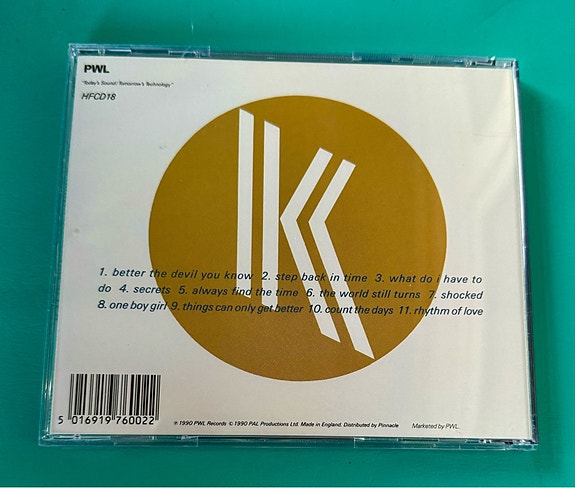 PWL
"Today's Sound/Tomorrow's Technology"
HFCD18
K
1. better the devil you know 2. step back in time 3. what do i have to
do 4. secrets 5. always find the time 6. the world still turns 7. shocked
8. one boy girl 9. things can only get better 10. count the days 11. rhythm of love
5 016919 760022
℗ 1990 PWL Records © 1990 PAL Productions Ltd. Made in England. Distributed by Pinnacle Marketed by PWL.